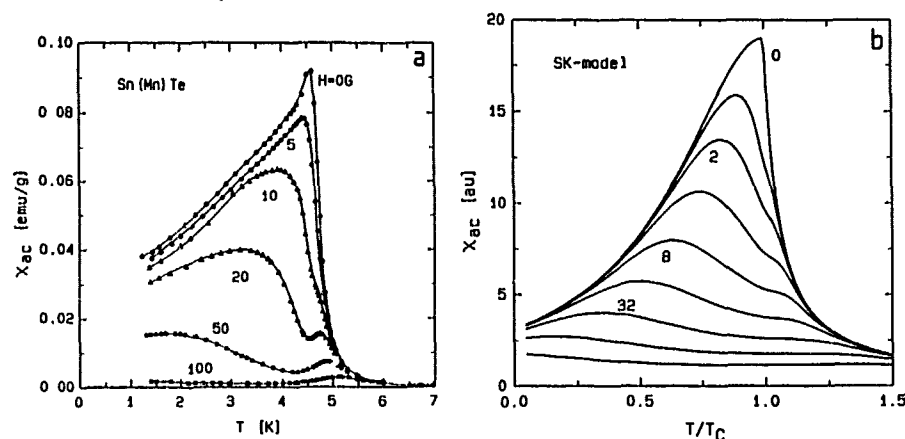 a
Sn(Mn)Te
H=0G
5
10
20
50
100
0.10
0.08
0.06
0.04
0.02
0.00
χac [emu/g]
0 1 2 3 4 5 6 7
T [K]
b
SK-model
0
2
8
32
20
15
10
5
0
χac [au]
0.0 0.5 1.0 1.5
T/TC